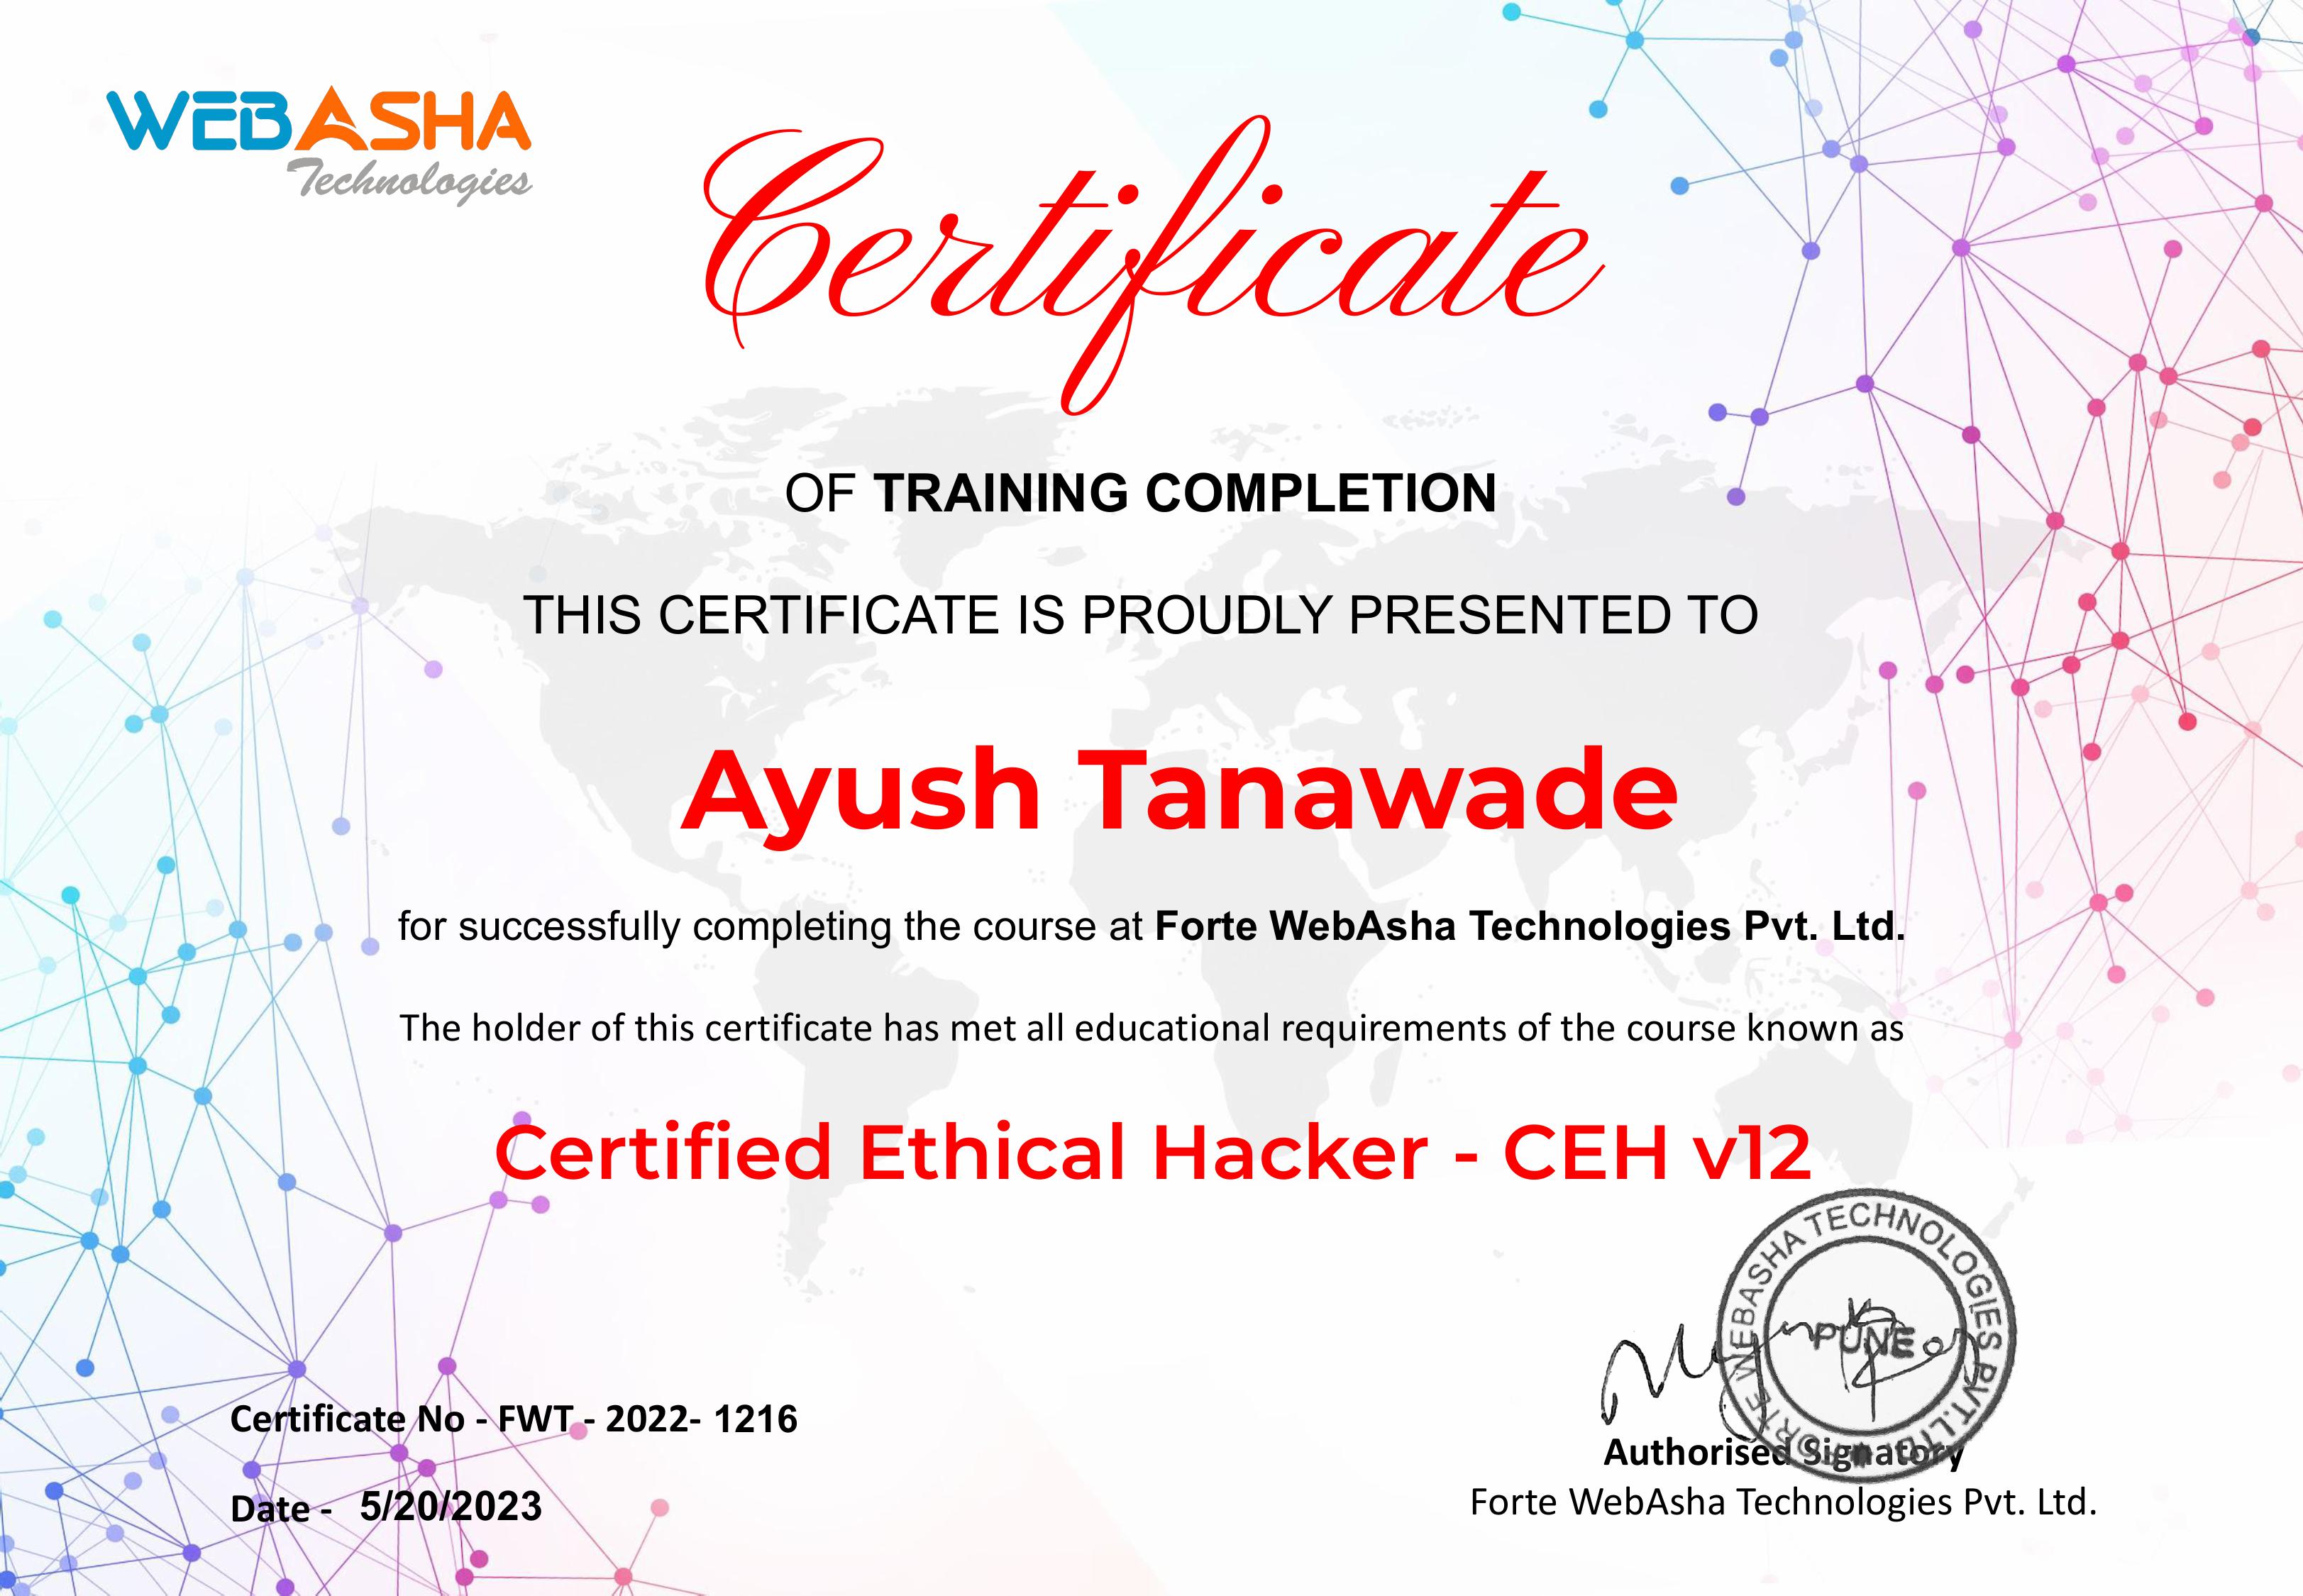 WEBASHA
Technologies
Certificate
OF TRAINING COMPLETION
THIS CERTIFICATE IS PROUDLY PRESENTED TO
Ayush Tanawade
for successfully completing the course at Forte WebAsha Technologies Pvt. Ltd.
The holder of this certificate has met all educational requirements of the course known as
Certified Ethical Hacker - CEH v12
FORTE WEBASHA TECHNOLOGIES PVT. LTD.
PUNE
Certificate No - FWT - 2022- 1216
Date - 5/20/2023
Authorised Signatory
Forte WebAsha Technologies Pvt. Ltd.